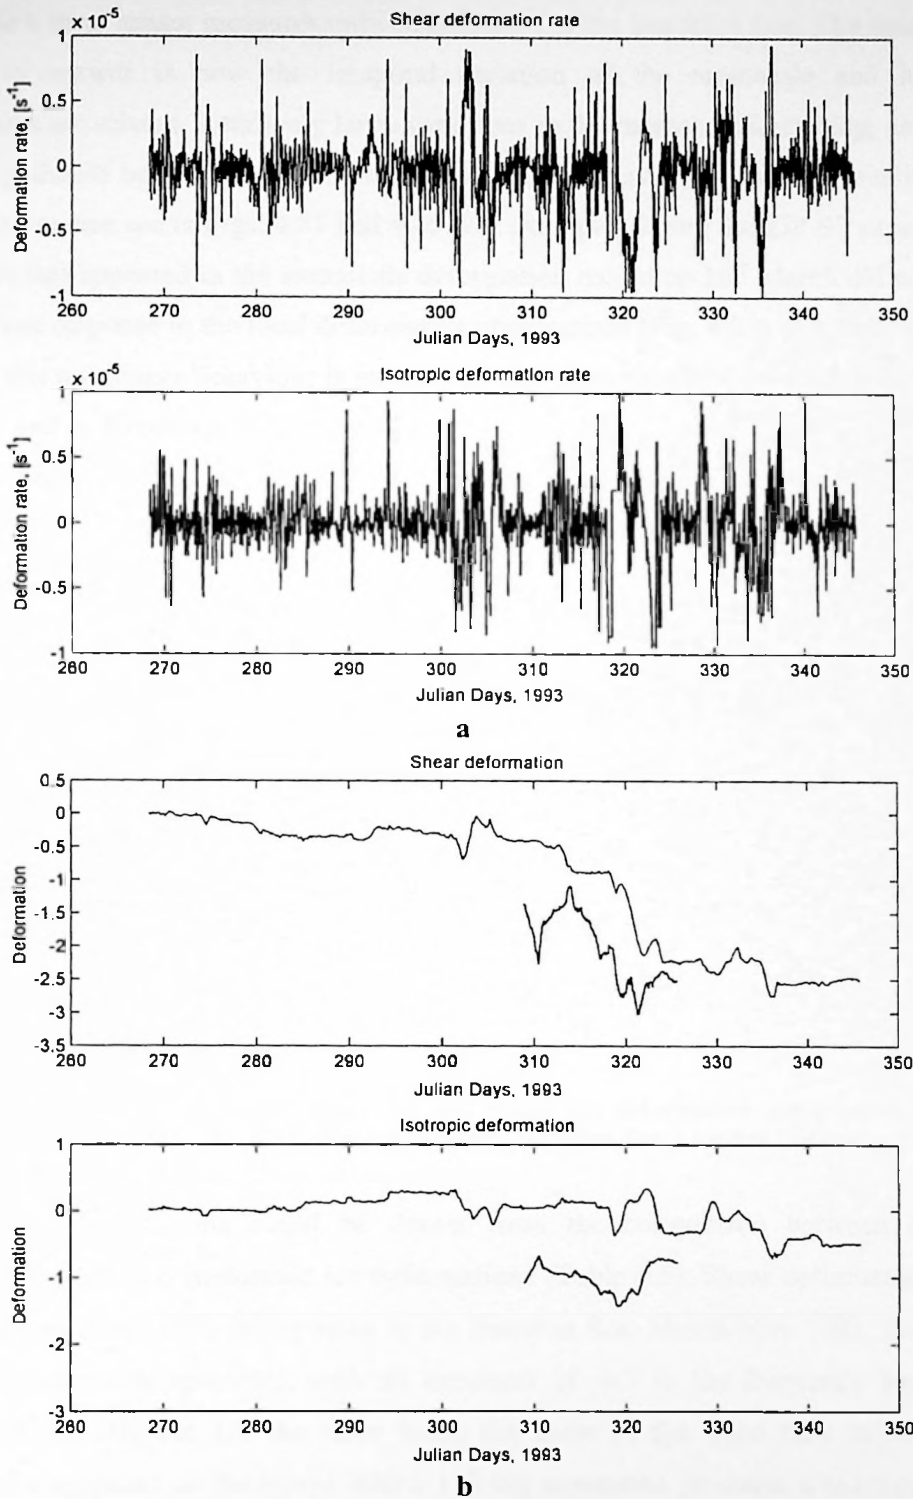 Shear deformation rate
x 10⁻⁵
1
0.5
0
-0.5
-1
Deformation rate, [s⁻¹]
260 270 280 290 300 310 320 330 340 350
Julian Days, 1993
Isotropic deformation rate
x 10⁻⁵
1
0.5
0
-0.5
-1
Deformation rate, [s⁻¹]
260 270 280 290 300 310 320 330 340 350
Julian Days, 1993
a
Shear deformation
0.5
0
-0.5
-1
-1.5
-2
-2.5
-3
-3.5
Deformation
260 270 280 290 300 310 320 330 340 350
Julian Days, 1993
Isotropic deformation
1
0
-1
-2
-3
Deformation
260 270 280 290 300 310 320 330 340 350
Julian Days, 1993
b